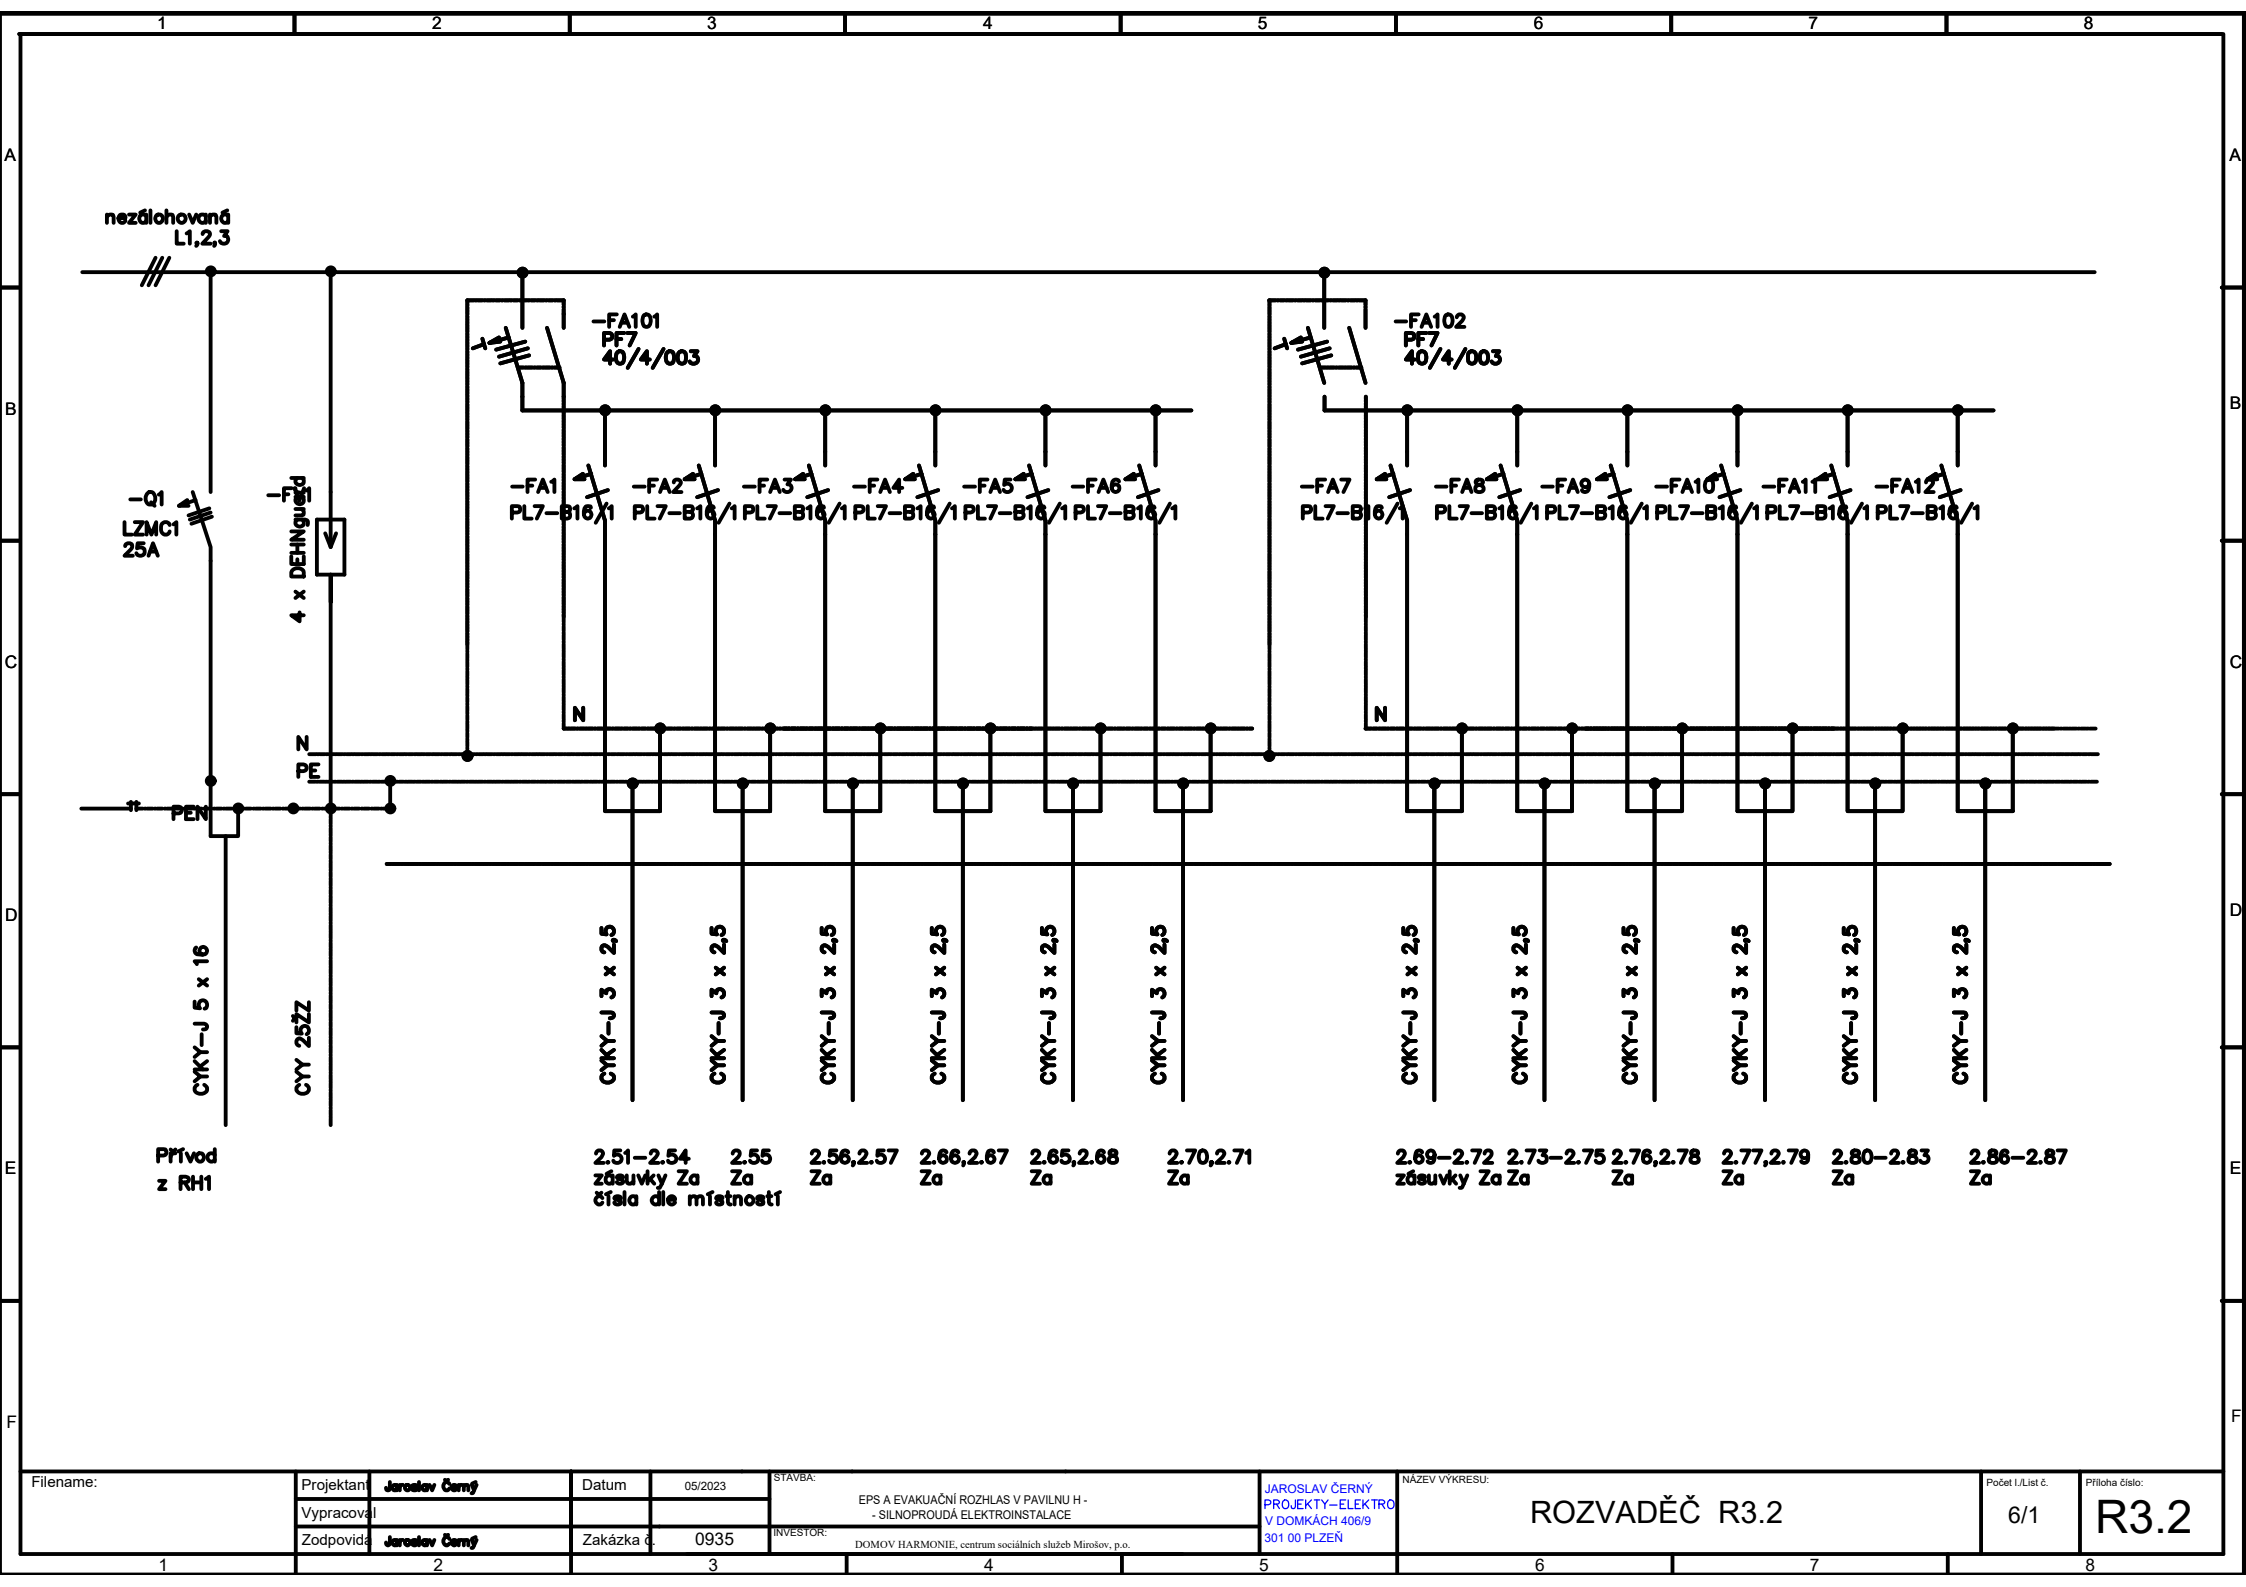 1 2 3 4 5 6 7 8
A A
nezálohovaná
L1,2,3
-FA101
PF7
40/4/003
-FA102
PF7
40/4/003
B B
-Q1
LZMC1
25A
4 x DEHNguard
-FA1
PL7-B16/1
-FA2
PL7-B16/1
-FA3
PL7-B16/1
-FA4
PL7-B16/1
-FA5
PL7-B16/1
-FA6
PL7-B16/1
-FA7
PL7-B16/1
-FA8
PL7-B16/1
-FA9
PL7-B16/1
-FA10
PL7-B16/1
-FA11
PL7-B16/1
-FA12
PL7-B16/1
C C
N
N
N
PE
PEN
D D
CYKY-J 5 x 16
CYY 25ŽZ
CYKY-J 3 x 2,5
CYKY-J 3 x 2,5
CYKY-J 3 x 2,5
CYKY-J 3 x 2,5
CYKY-J 3 x 2,5
CYKY-J 3 x 2,5
CYKY-J 3 x 2,5
CYKY-J 3 x 2,5
CYKY-J 3 x 2,5
CYKY-J 3 x 2,5
CYKY-J 3 x 2,5
CYKY-J 3 x 2,5
E E
Přívod
z RH1
2.51-2.54
zásuvky Za
čísla dle místností
2.55
Za
2.56,2.57
Za
2.66,2.67
Za
2.65,2.68
Za
2.70,2.71
Za
2.69-2.72
zásuvky Za
2.73-2.75
Za
2.76,2.78
Za
2.77,2.79
Za
2.80-2.83
Za
2.86-2.87
Za
F F
Filename:
Projektant Jaroslav Černý
Vypracoval
Zodpovídá Jaroslav Černý
Datum 05/2023
Zakázka č. 0935
STAVBA:
EPS A EVAKUAČNÍ ROZHLAS V PAVILNU H -
- SILNOPROUDÁ ELEKTROINSTALACE
INVESTOR:
DOMOV HARMONIE, centrum sociálních služeb Mirošov, p.o.
JAROSLAV ČERNÝ
PROJEKTY-ELEKTRO
V DOMKÁCH 406/9
301 00 PLZEŇ
NÁZEV VÝKRESU:
ROZVADĚČ R3.2
Počet l./List č.
6/1
Příloha číslo:
R3.2
1 2 3 4 5 6 7 8